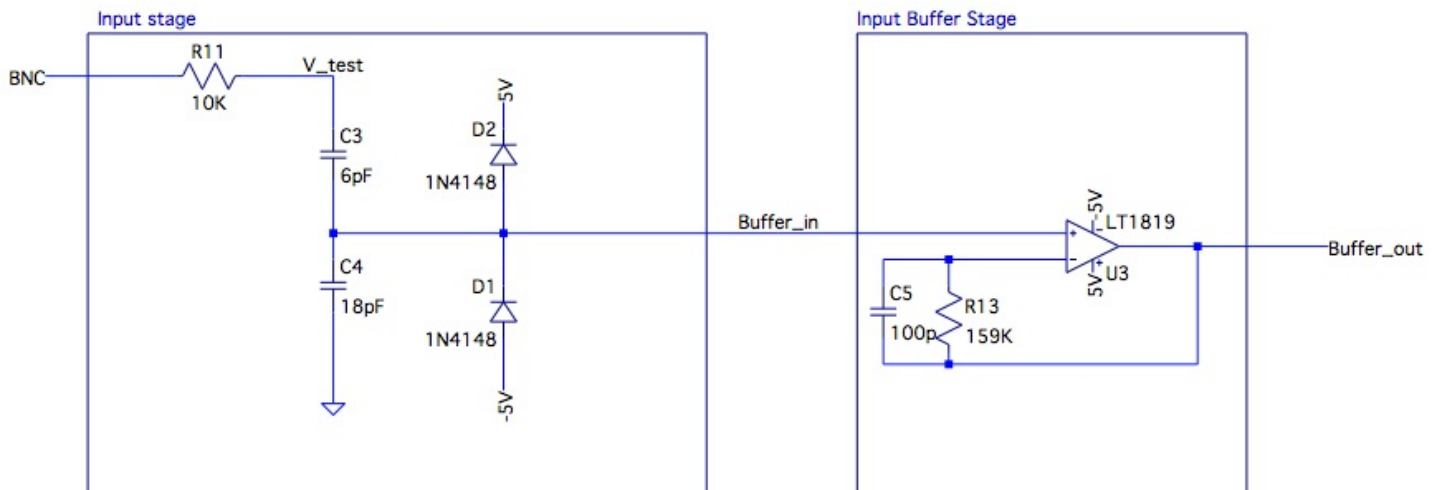 Input stage
Input Buffer Stage
R11
BNC
V_test
10K
5V
D2
C3
6pF
1N4148
-5V
Buffer_in
LT1819
+
-
-
+
Buffer_out
U3
5V
C4
18pF
D1
1N4148
C5
R13
100p
159K
-5V